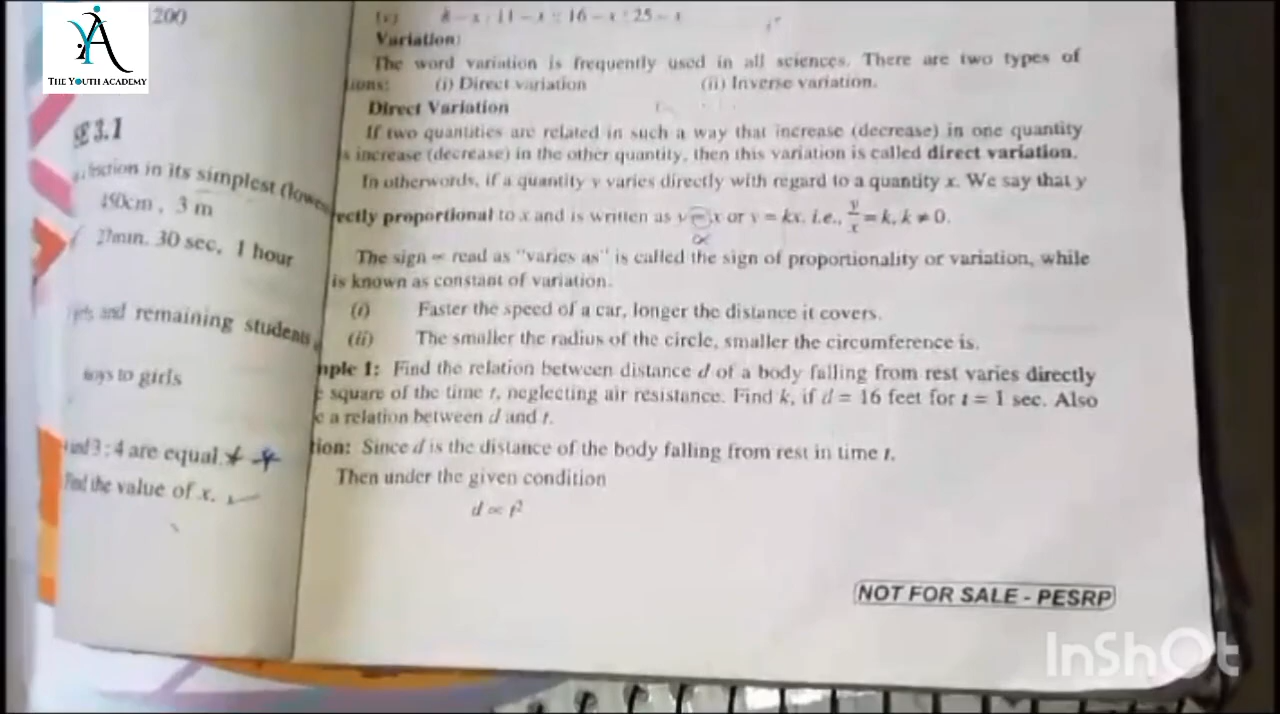 THE YOUTH ACADEMY
200
g 3.1
in its simplest
3 m
30 sec, 1 hour
and remaining students
to girls
3 : 4 are equal.
Find the value of x.
(v) 8 – x : 11 – x :: 16 – x : 25 – x
Variation:
The word variation is frequently used in all sciences. There are two types of
ions: (i) Direct variation (ii) Inverse variation.
Direct Variation
If two quantities are related in such a way that increase (decrease) in one quantity
s increase (decrease) in the other quantity, then this variation is called direct variation.
In otherwords, if a quantity y varies directly with regard to a quantity x. We say that y
ectly proportional to x and is written as y = x or y = kx. i.e., y/x = k, k ≠ 0.
∝
The sign ∝ read as "varies as" is called the sign of proportionality or variation, while
is known as constant of variation.
(i) Faster the speed of a car, longer the distance it covers.
(ii) The smaller the radius of the circle, smaller the circumference is.
nple 1: Find the relation between distance d of a body falling from rest varies directly
e square of the time t, neglecting air resistance. Find k, if d = 16 feet for t = 1 sec. Also
e a relation between d and t.
tion: Since d is the distance of the body falling from rest in time t.
Then under the given condition
d ∝ t²
NOT FOR SALE - PESRP
InShOt